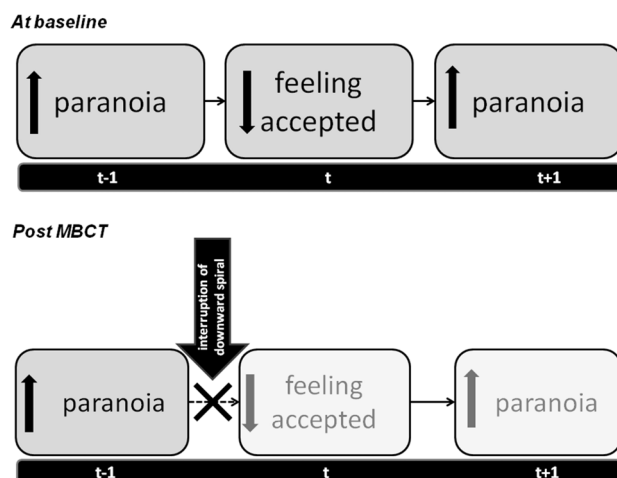 At baseline
paranoia
feeling
accepted
paranoia
t-1
t
t+1
Post MBCT
interruption of
downward spiral
paranoia
feeling
accepted
paranoia
t-1
t
t+1